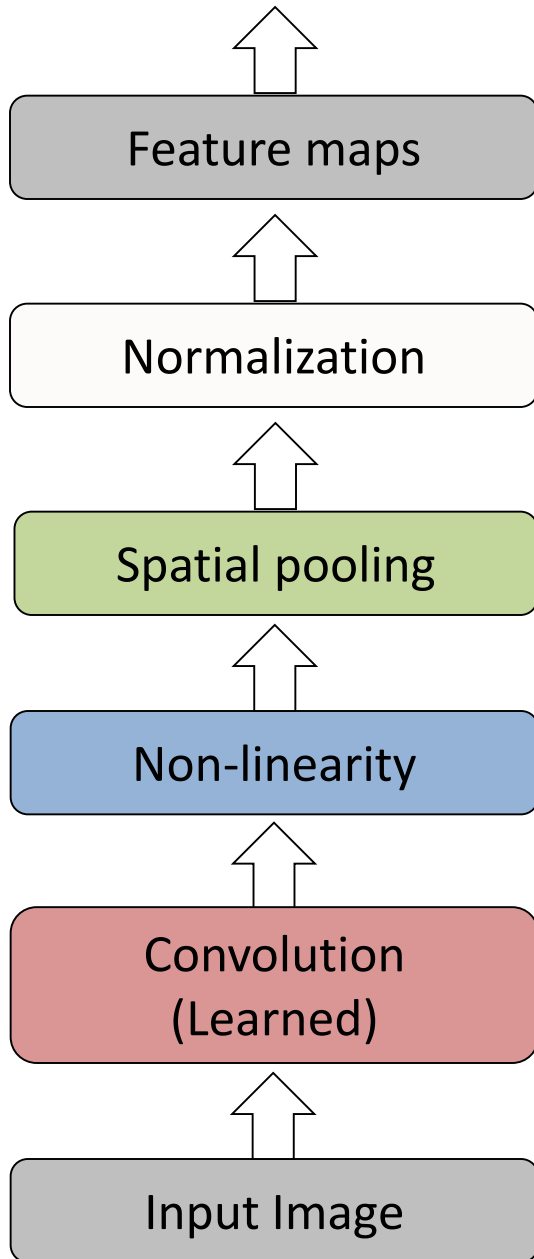 Feature maps
Normalization
Spatial pooling
Non-linearity
Convolution
(Learned)
Input Image